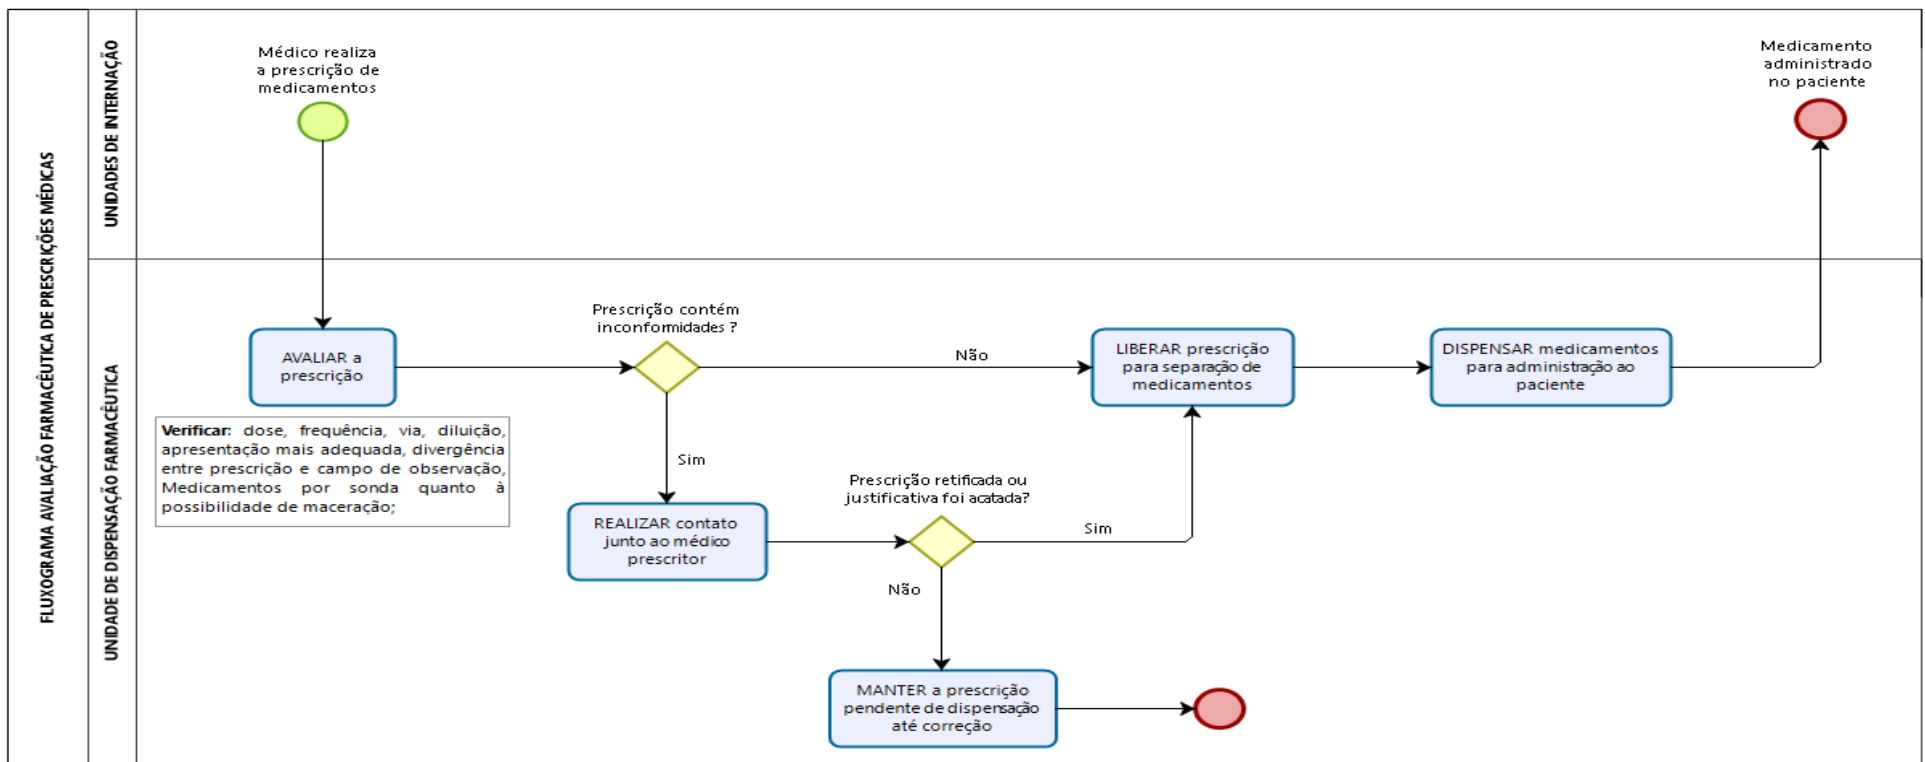 FLUXOGRAMA AVALIAÇÃO FARMACÊUTICA DE PRESCRIÇÕES MÉDICAS
UNIDADES DE INTERNAÇÃO
Médico realiza
a prescrição de
medicamentos
Medicamento
administrado
no paciente
UNIDADE DE DISPENSAÇÃO FARMACÊUTICA
AVALIAR a
prescrição
Verificar: dose, frequência, via, diluição,
apresentação mais adequada, divergência
entre prescrição e campo de observação,
Medicamentos por sonda quanto à
possibilidade de maceração;
Prescrição contém
inconformidades ?
Não
Sim
LIBERAR prescrição
para separação de
medicamentos
DISPENSAR medicamentos
para administração ao
paciente
REALIZAR contato
junto ao médico
prescritor
Prescrição retificada ou
justificativa foi acatada?
Sim
Não
MANTER a prescrição
pendente de dispensação
até correção